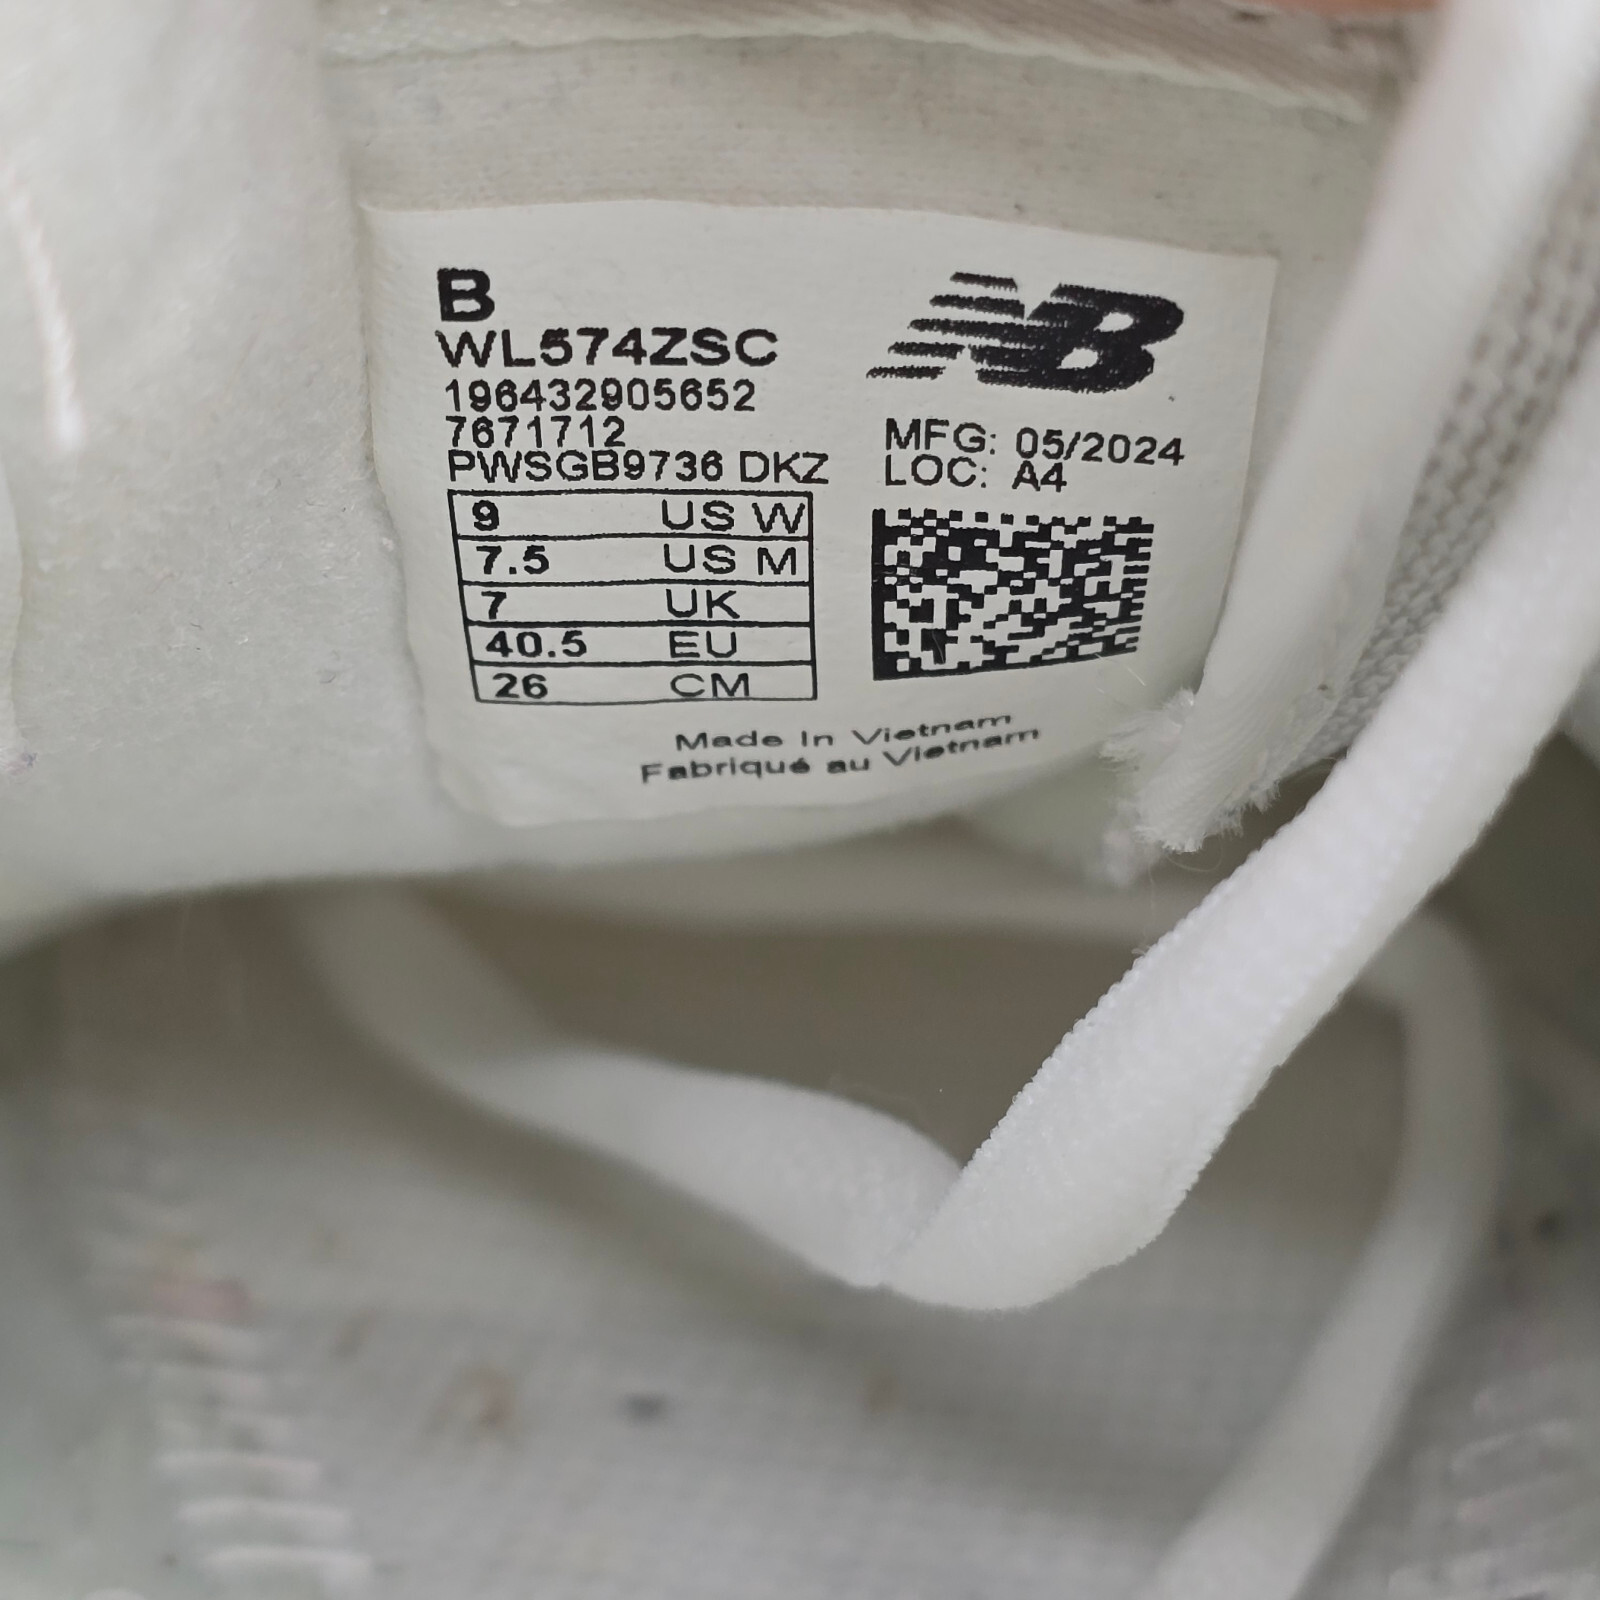 B
WL574ZSC
196432905652
7671712
PWSGB9736 DKZ
9 US W
7.5 US M
7 UK
40.5 EU
26 CM
NB
MFG: 05/2024
LOC: A4
Made In Vietnam
Fabriqué au Vietnam